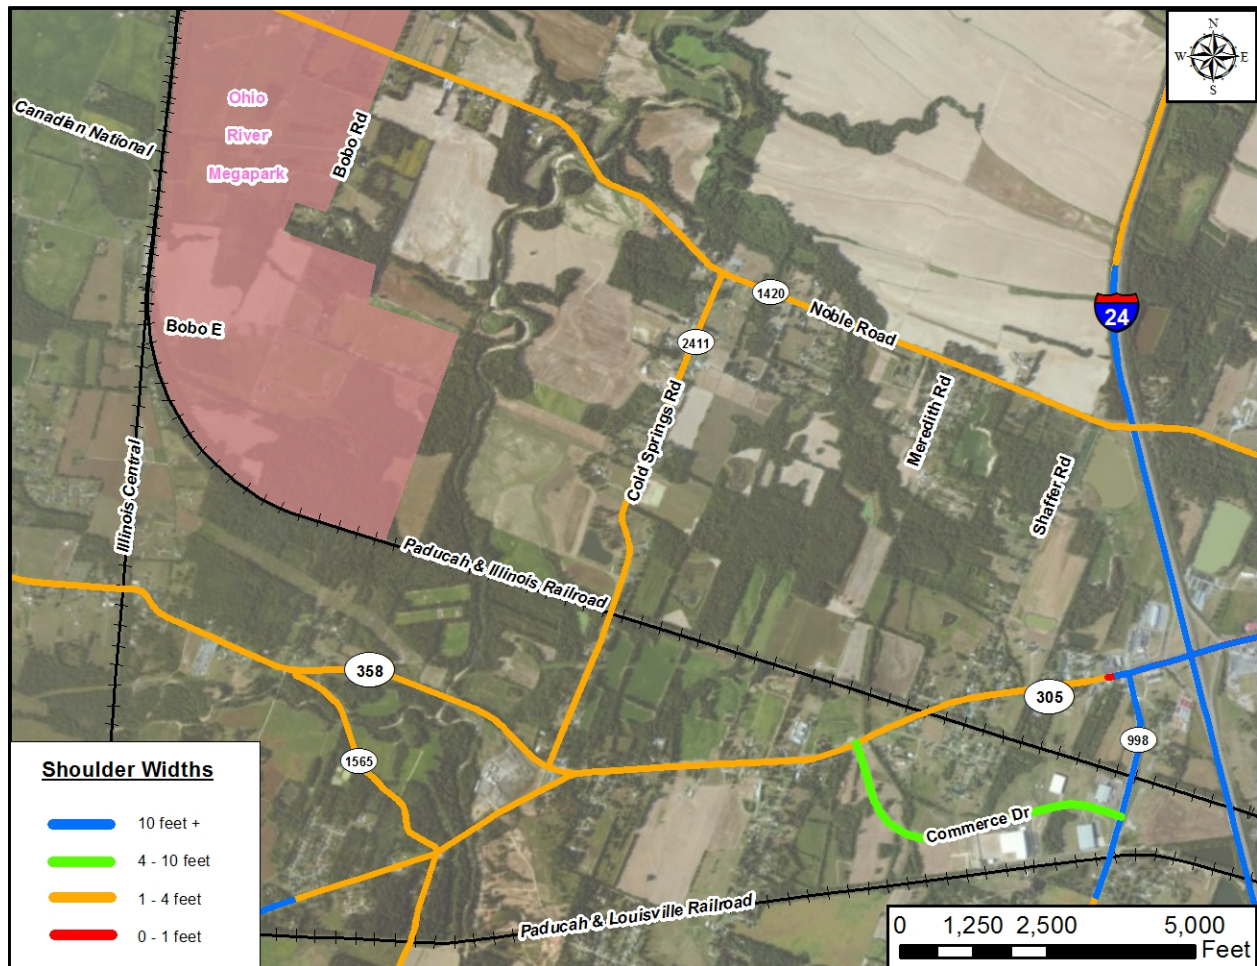 N
W E
S
Ohio
River
Megapark
Canadian National
Bobo Rd
1420
Noble Road
24
Bobo E
2411
Cold Springs Rd
Meredith Rd
Shaffer Rd
Illinois Central
Paducah & Illinois Railroad
358
305
998
1565
Commerce Dr
Paducah & Louisville Railroad
Shoulder Widths
10 feet +
4 - 10 feet
1 - 4 feet
0 - 1 feet
0 1,250 2,500 5,000
Feet